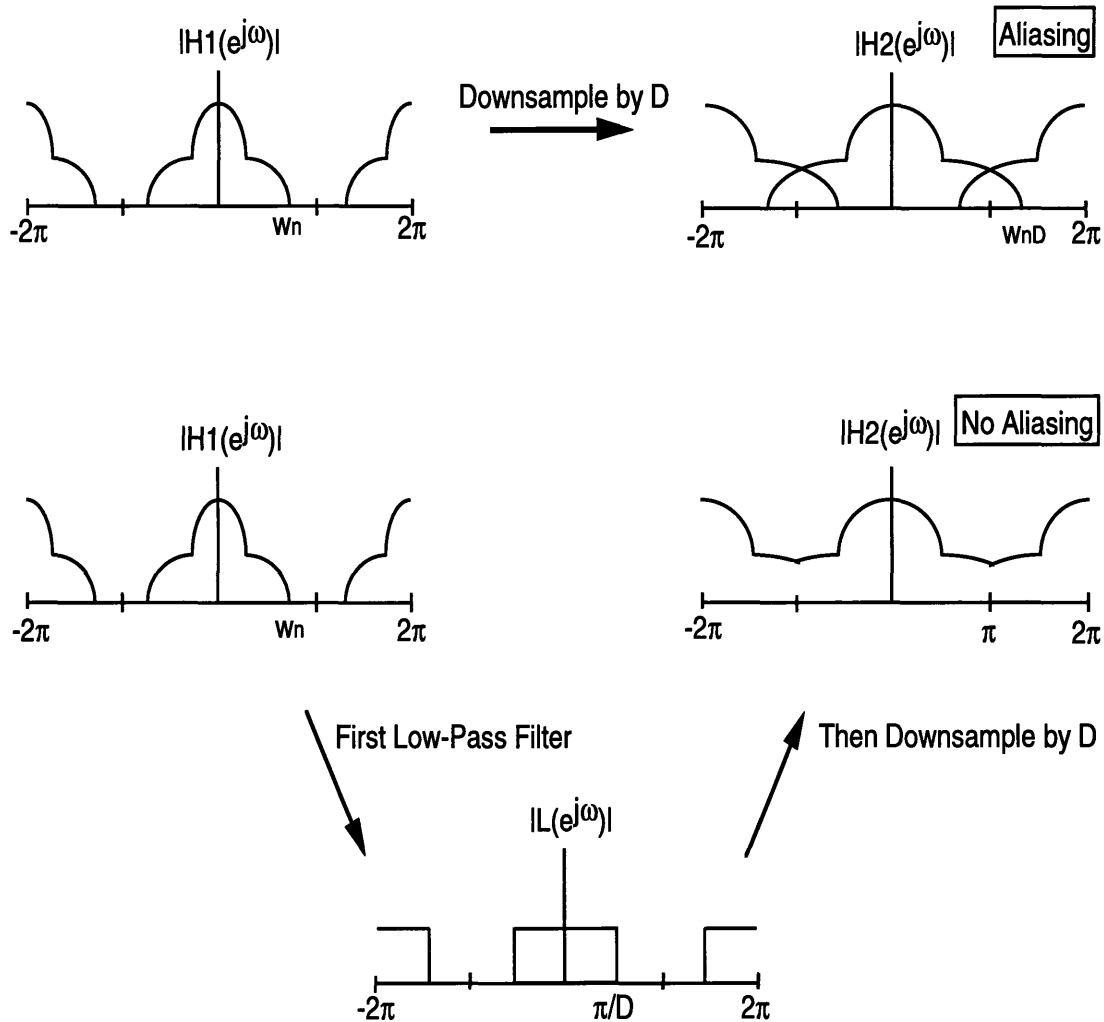 |H1(e^jω)|
|H2(e^jω)|
Aliasing
Downsample by D
-2π
wn
2π
-2π
wnD
2π
|H1(e^jω)|
|H2(e^jω)|
No Aliasing
-2π
wn
2π
-2π
π
2π
First Low-Pass Filter
Then Downsample by D
|L(e^jω)|
-2π
π/D
2π